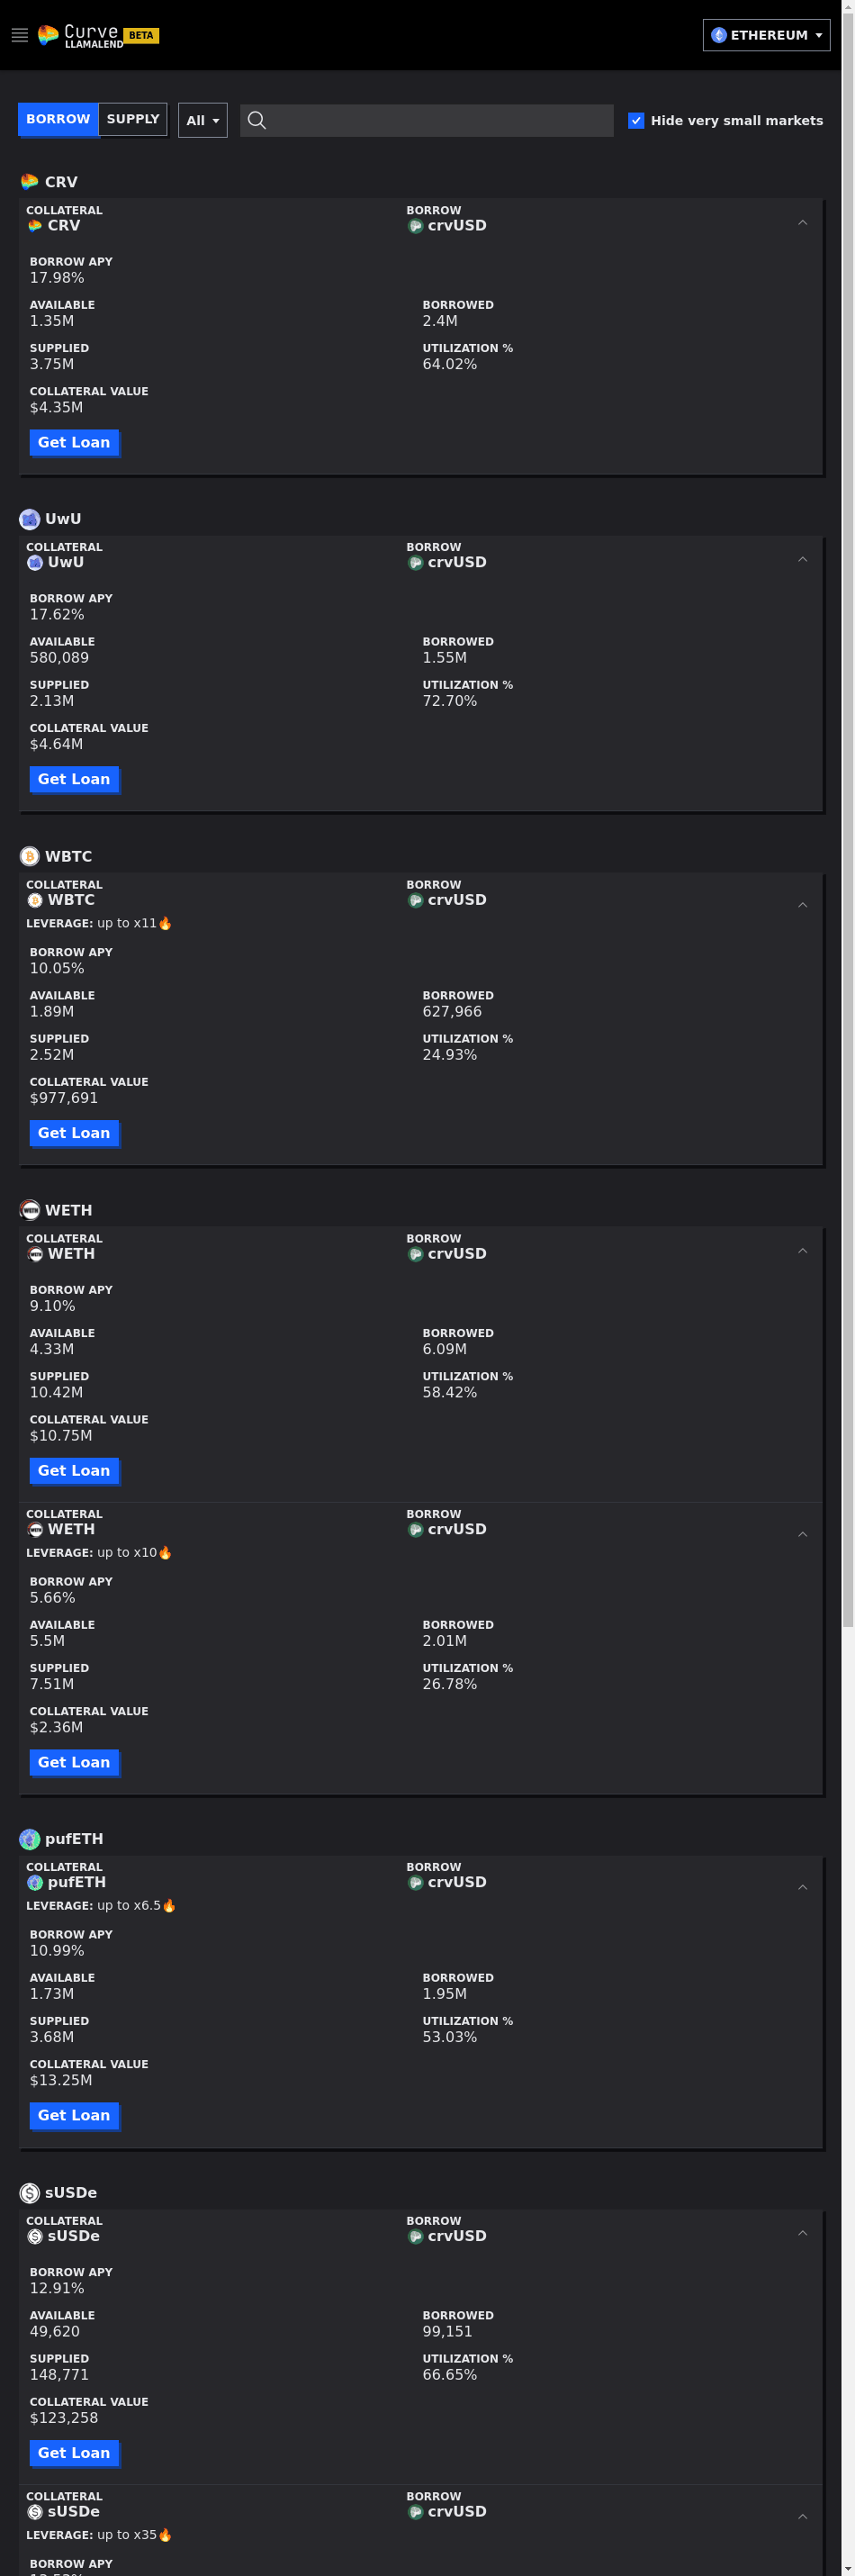 Curve
LLAMALEND BETA
ETHEREUM
BORROW SUPPLY All Hide very small markets
CRV
COLLATERAL BORROW
CRV crvUSD
BORROW APY
17.98%
AVAILABLE BORROWED
1.35M 2.4M
SUPPLIED UTILIZATION %
3.75M 64.02%
COLLATERAL VALUE
$4.35M
Get Loan
UwU
COLLATERAL BORROW
UwU crvUSD
BORROW APY
17.62%
AVAILABLE BORROWED
580,089 1.55M
SUPPLIED UTILIZATION %
2.13M 72.70%
COLLATERAL VALUE
$4.64M
Get Loan
WBTC
COLLATERAL BORROW
WBTC crvUSD
LEVERAGE: up to x11🔥
BORROW APY
10.05%
AVAILABLE BORROWED
1.89M 627,966
SUPPLIED UTILIZATION %
2.52M 24.93%
COLLATERAL VALUE
$977,691
Get Loan
WETH
COLLATERAL BORROW
WETH crvUSD
BORROW APY
9.10%
AVAILABLE BORROWED
4.33M 6.09M
SUPPLIED UTILIZATION %
10.42M 58.42%
COLLATERAL VALUE
$10.75M
Get Loan
COLLATERAL BORROW
WETH crvUSD
LEVERAGE: up to x10🔥
BORROW APY
5.66%
AVAILABLE BORROWED
5.5M 2.01M
SUPPLIED UTILIZATION %
7.51M 26.78%
COLLATERAL VALUE
$2.36M
Get Loan
pufETH
COLLATERAL BORROW
pufETH crvUSD
LEVERAGE: up to x6.5🔥
BORROW APY
10.99%
AVAILABLE BORROWED
1.73M 1.95M
SUPPLIED UTILIZATION %
3.68M 53.03%
COLLATERAL VALUE
$13.25M
Get Loan
sUSDe
COLLATERAL BORROW
sUSDe crvUSD
BORROW APY
12.91%
AVAILABLE BORROWED
49,620 99,151
SUPPLIED UTILIZATION %
148,771 66.65%
COLLATERAL VALUE
$123,258
Get Loan
COLLATERAL BORROW
sUSDe crvUSD
LEVERAGE: up to x35🔥
BORROW APY